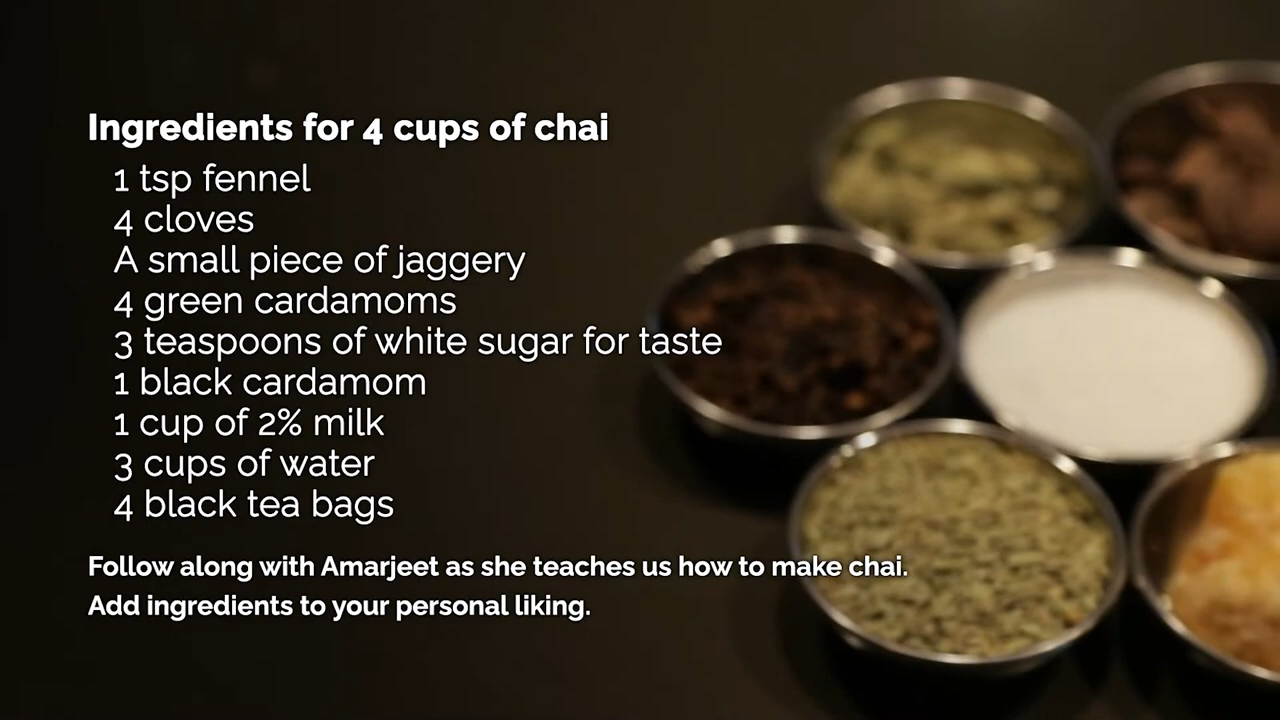 Ingredients for 4 cups of chai
1 tsp fennel
4 cloves
A small piece of jaggery
4 green cardamoms
3 teaspoons of white sugar for taste
1 black cardamom
1 cup of 2% milk
3 cups of water
4 black tea bags
Follow along with Amarjeet as she teaches us how to make chai.
Add ingredients to your personal liking.